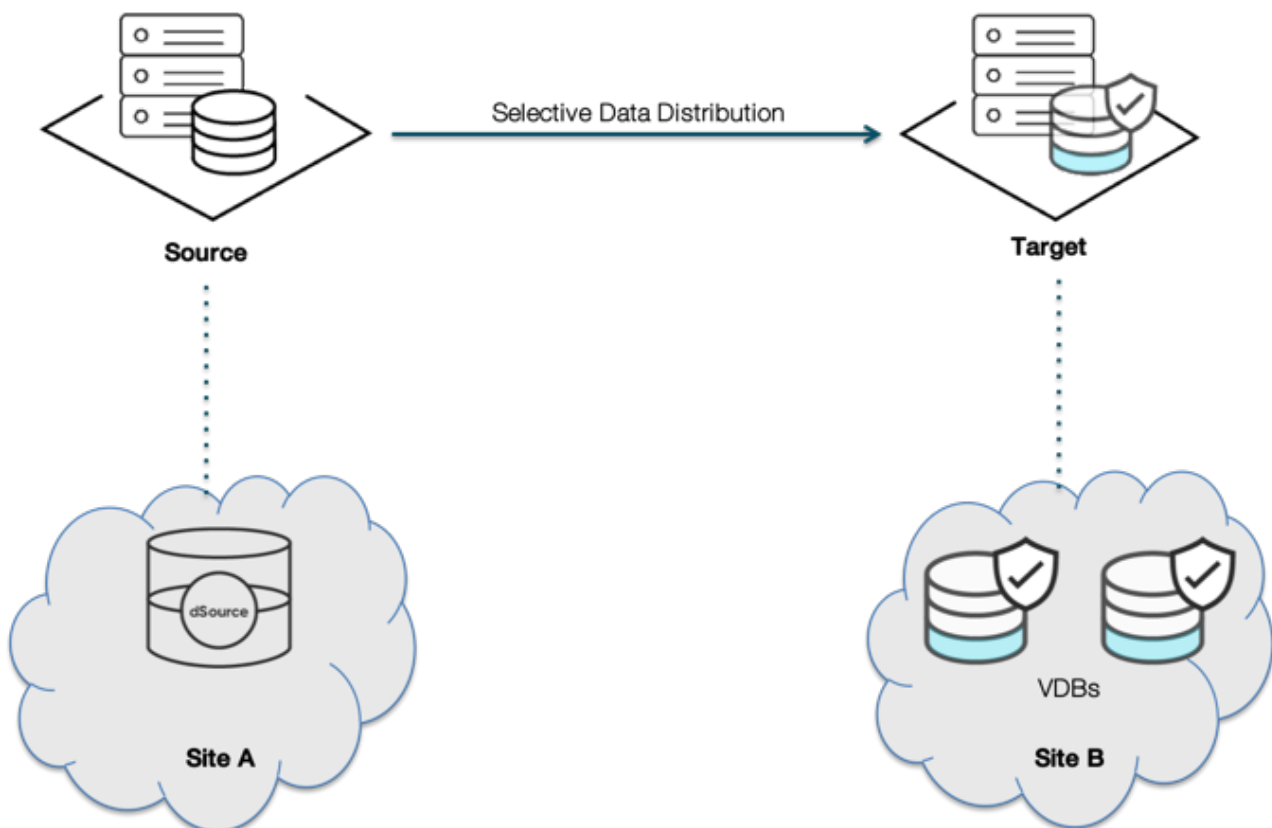 Selective Data Distribution
Source
Target
dSource
VDBs
Site A
Site B